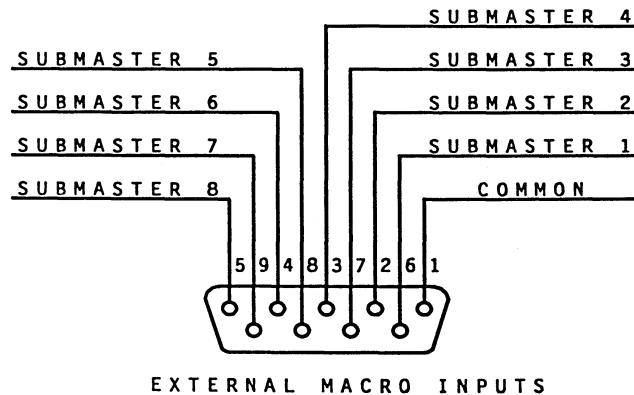 SUBMASTER 4
SUBMASTER 5
SUBMASTER 3
SUBMASTER 6
SUBMASTER 2
SUBMASTER 7
SUBMASTER 1
SUBMASTER 8
COMMON
5 9 4 8 3 7 2 6 1
EXTERNAL MACRO INPUTS